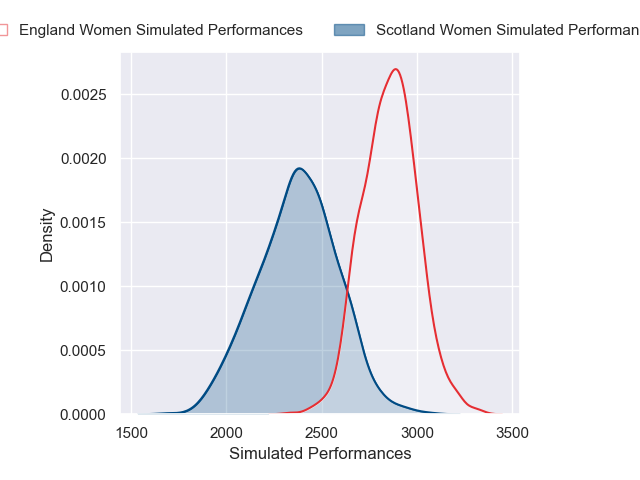 England Women Simulated Performances
Scotland Women Simulated Performan
0.0025
0.0020
0.0015
0.0010
0.0005
0.0000
Density
1500 2000 2500 3000 3500
Simulated Performances